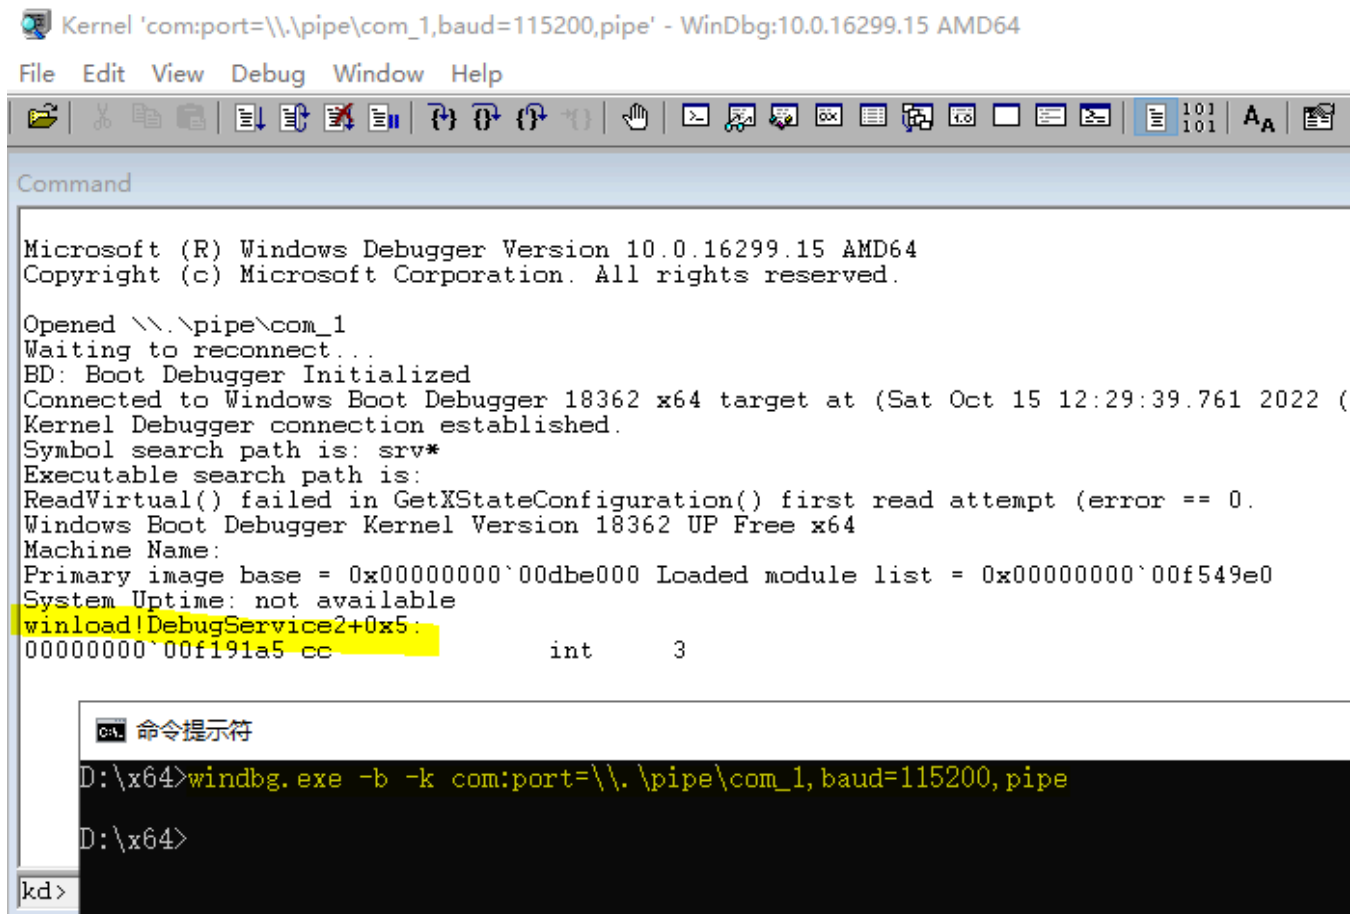 Kernel 'com:port=\\.\pipe\com_1,baud=115200,pipe' - WinDbg:10.0.16299.15 AMD64
File Edit View Debug Window Help
Command
Microsoft (R) Windows Debugger Version 10.0.16299.15 AMD64
Copyright (c) Microsoft Corporation. All rights reserved.
Opened \\.\pipe\com_1
Waiting to reconnect...
BD: Boot Debugger Initialized
Connected to Windows Boot Debugger 18362 x64 target at (Sat Oct 15 12:29:39.761 2022 (
Kernel Debugger connection established.
Symbol search path is: srv*
Executable search path is:
ReadVirtual() failed in GetXStateConfiguration() first read attempt (error == 0.
Windows Boot Debugger Kernel Version 18362 UP Free x64
Machine Name:
Primary image base = 0x00000000`00dbe000 Loaded module list = 0x00000000`00f549e0
System Uptime: not available
winload!DebugService2+0x5:
00000000`00f191a5 cc int 3
命令提示符
D:\x64>windbg.exe -b -k com:port=\\.\pipe\com_1,baud=115200,pipe
D:\x64>
kd>